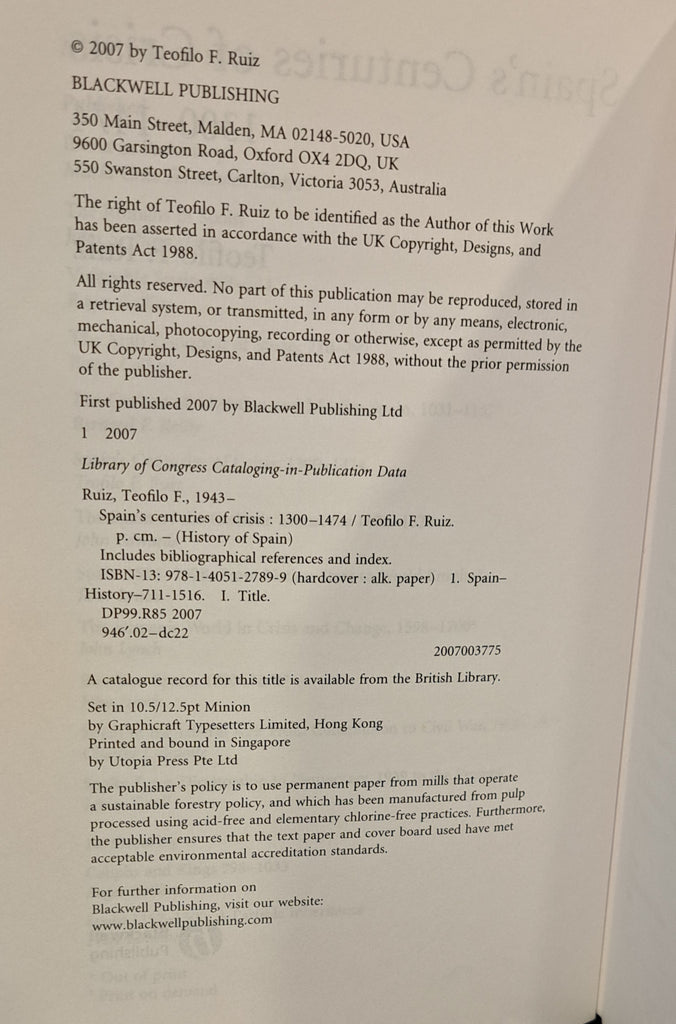 © 2007 by Teofilo F. Ruiz
BLACKWELL PUBLISHING
350 Main Street, Malden, MA 02148-5020, USA
9600 Garsington Road, Oxford OX4 2DQ, UK
550 Swanston Street, Carlton, Victoria 3053, Australia
The right of Teofilo F. Ruiz to be identified as the Author of this Work
has been asserted in accordance with the UK Copyright, Designs, and
Patents Act 1988.
All rights reserved. No part of this publication may be reproduced, stored in
a retrieval system, or transmitted, in any form or by any means, electronic,
mechanical, photocopying, recording or otherwise, except as permitted by the
UK Copyright, Designs, and Patents Act 1988, without the prior permission
of the publisher.
First published 2007 by Blackwell Publishing Ltd
1 2007
Library of Congress Cataloging-in-Publication Data
Ruiz, Teofilo F., 1943–
Spain's centuries of crisis : 1300–1474 / Teofilo F. Ruiz.
p. cm. – (History of Spain)
Includes bibliographical references and index.
ISBN-13: 978-1-4051-2789-9 (hardcover : alk. paper) 1. Spain–
History–711-1516. I. Title.
DP99.R85 2007
946′.02–dc22
2007003775
A catalogue record for this title is available from the British Library.
Set in 10.5/12.5pt Minion
by Graphicraft Typesetters Limited, Hong Kong
Printed and bound in Singapore
by Utopia Press Pte Ltd
The publisher's policy is to use permanent paper from mills that operate
a sustainable forestry policy, and which has been manufactured from pulp
processed using acid-free and elementary chlorine-free practices. Furthermore,
the publisher ensures that the text paper and cover board used have met
acceptable environmental accreditation standards.
For further information on
Blackwell Publishing, visit our website:
www.blackwellpublishing.com